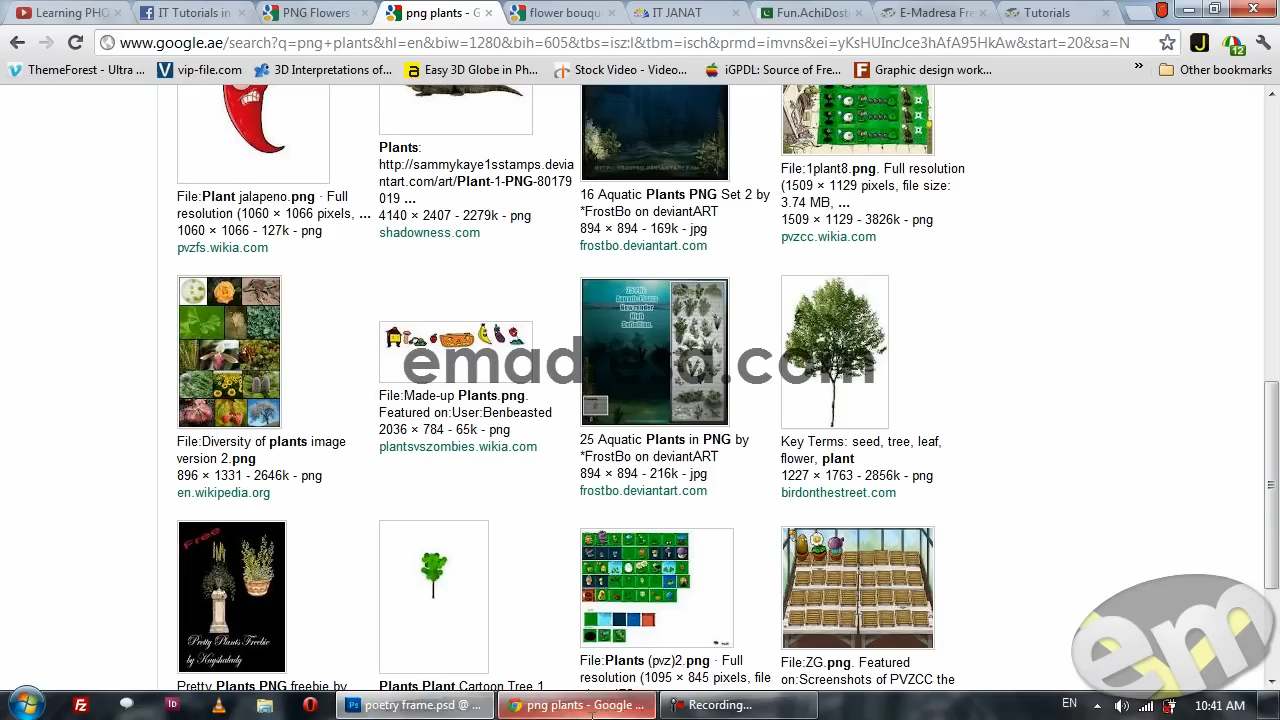 Learning PHO
IT Tutorials in
PNG Flowers -
png plants - G
flower bouqu
IT JANAT
Fun.AchiDost
E-Madresa Fre
Tutorials
www.google.ae/search?q=png+plants&hl=en&biw=1280&bih=605&tbs=isz:l&tbm=isch&prmd=imvns&ei=yKsHUIncJce3hAfA95HkAw&start=20&sa=N
12
ThemeForest - Ultra ...
vip-file.com
3D Interpretations of...
Easy 3D Globe in Ph...
Stock Video - Video...
iGPDL: Source of Fre...
Graphic design work...
»
Other bookmarks
File:Plant jalapeno.png · Full
resolution (1060 × 1066 pixels, ...
1060 × 1066 - 127k - png
pvzfs.wikia.com
Plants:
http://sammykaye1sstamps.devia
ntart.com/art/Plant-1-PNG-80179
019 ...
4140 × 2407 - 2279k - png
shadowness.com
16 Aquatic Plants PNG Set 2 by
*FrostBo on deviantART
894 × 894 - 169k - jpg
frostbo.deviantart.com
File:1plant8.png. Full resolution
(1509 × 1129 pixels, file size:
3.74 MB, ...
1509 × 1129 - 3826k - png
pvzcc.wikia.com
File:Diversity of plants image
version 2.png
896 × 1331 - 2646k - png
en.wikipedia.org
File:Made-up Plants.png.
Featured on:User:Benbeasted
2036 × 784 - 65k - png
plantsvszombies.wikia.com
25 Aquatic Plants in PNG by
*FrostBo on deviantART
894 × 894 - 216k - jpg
frostbo.deviantart.com
Key Terms: seed, tree, leaf,
flower, plant
1227 × 1763 - 2856k - png
birdonthestreet.com
emadresa.com
Free
Pretty Plants Freebie
Pretty Plants PNG freebie by
Plants Plant Cartoon Tree 1
File:Plants (pvz)2.png · Full
resolution (1095 × 845 pixels, file
File:ZG.png. Featured
on:Screenshots of PVZCC the
em
poetry frame.psd @ ...
png plants - Google ...
Recording...
EN
10:41 AM